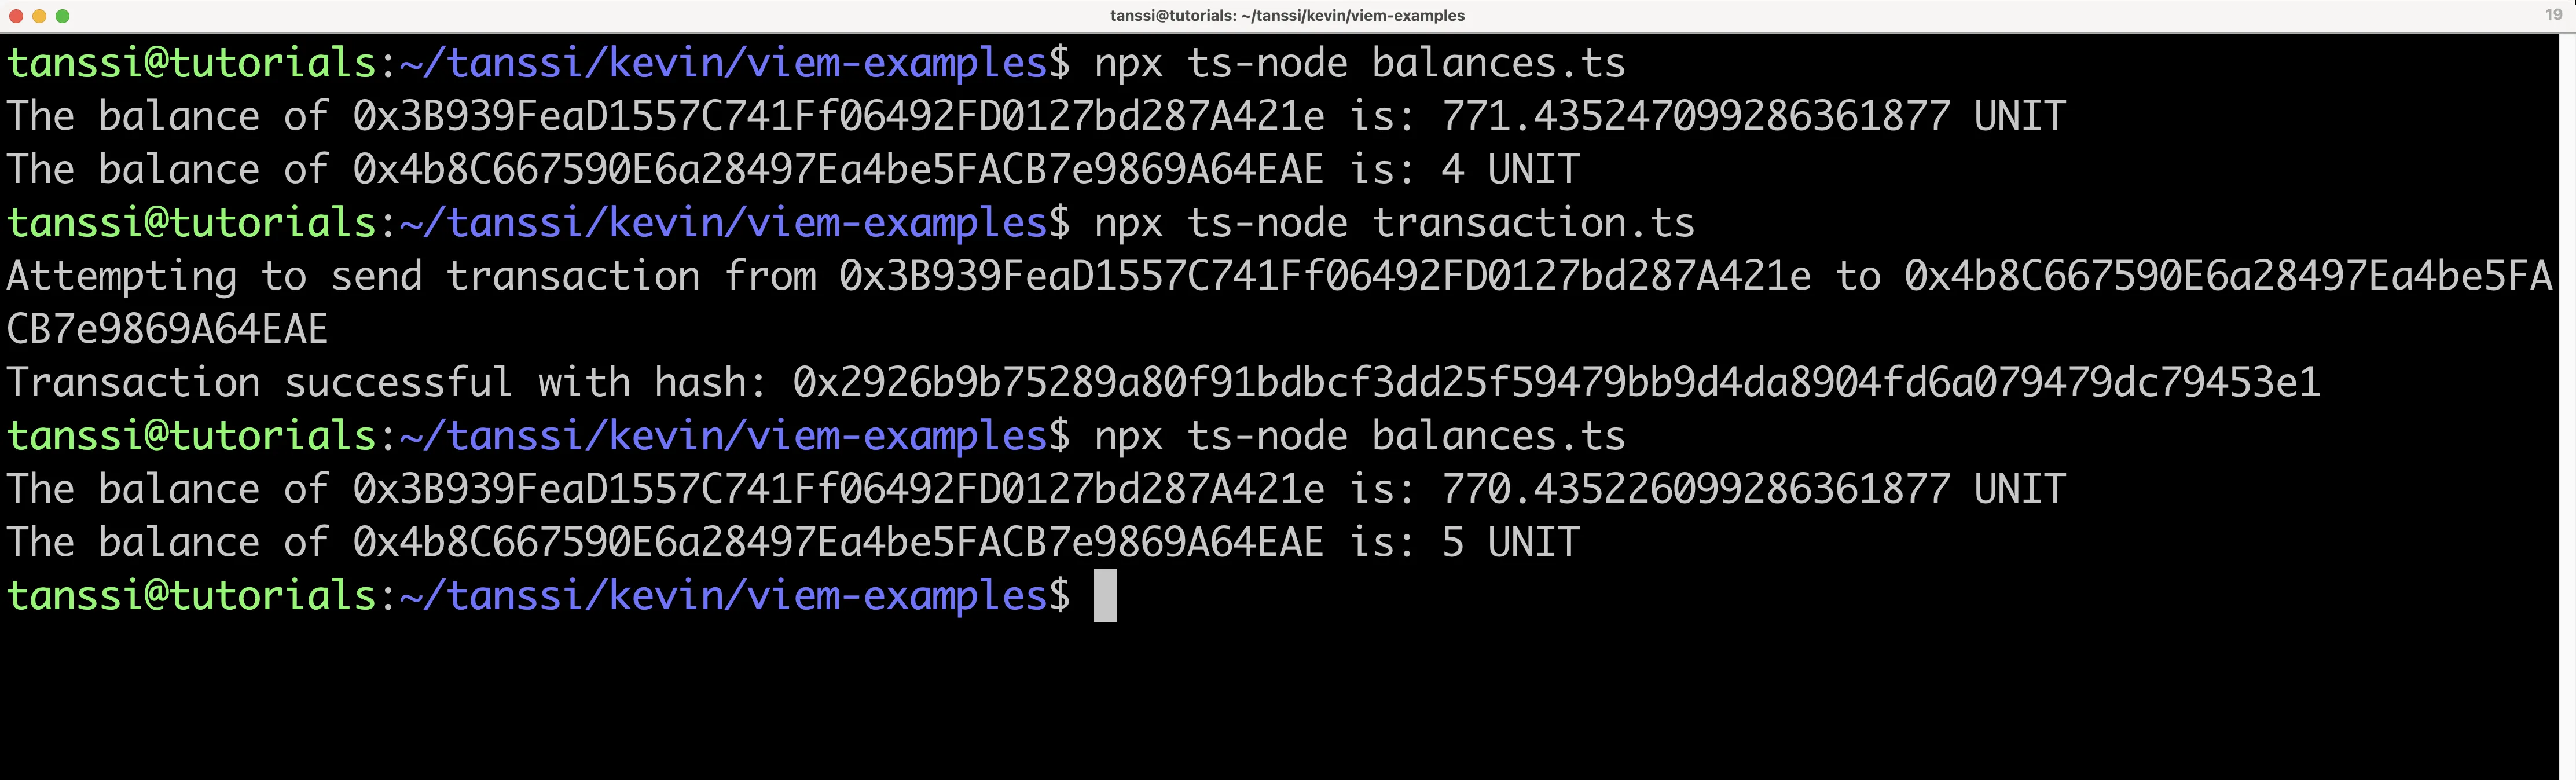 tanssi@tutorials: ~/tanssi/kevin/viem-examples
19
tanssi@tutorials:~/tanssi/kevin/viem-examples$ npx ts-node balances.ts
The balance of 0x3B939FeaD1557C741Ff06492FD0127bd287A421e is: 771.435247099286361877 UNIT
The balance of 0x4b8C667590E6a28497Ea4be5FACB7e9869A64EAE is: 4 UNIT
tanssi@tutorials:~/tanssi/kevin/viem-examples$ npx ts-node transaction.ts
Attempting to send transaction from 0x3B939FeaD1557C741Ff06492FD0127bd287A421e to 0x4b8C667590E6a28497Ea4be5FA
CB7e9869A64EAE
Transaction successful with hash: 0x2926b9b75289a80f91bdbcf3dd25f59479bb9d4da8904fd6a079479dc79453e1
tanssi@tutorials:~/tanssi/kevin/viem-examples$ npx ts-node balances.ts
The balance of 0x3B939FeaD1557C741Ff06492FD0127bd287A421e is: 770.435226099286361877 UNIT
The balance of 0x4b8C667590E6a28497Ea4be5FACB7e9869A64EAE is: 5 UNIT
tanssi@tutorials:~/tanssi/kevin/viem-examples$